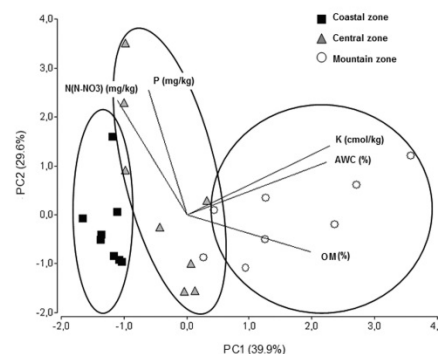 Coastal zone
Central zone
Mountain zone
4,0
3,0
2,0
1,0
0,0
-1,0
-2,0
PC2 (29.6%)
N(N-NO3) (mg/kg)
P (mg/kg)
K (cmol/kg)
AWC (%)
OM(%)
-2,0 -1,0 0,0 1,0 2,0 3,0 4,0
PC1 (39.9%)